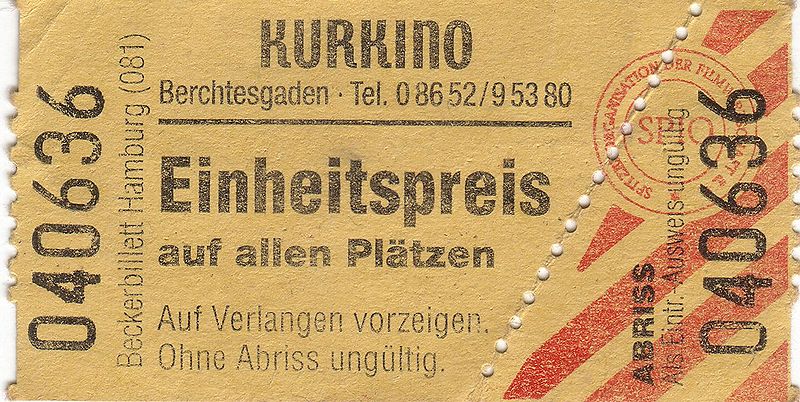 KURKINO
Berchtesgaden · Tel. 0 86 52/9 53 80
Einheitspreis
auf allen Plätzen
Auf Verlangen vorzeigen.
Ohne Abriss ungültig.
040636
Beckerbillett Hamburg (081)
SPIO
ABRISS
Als Eintr.-Ausweis ungültig
040636